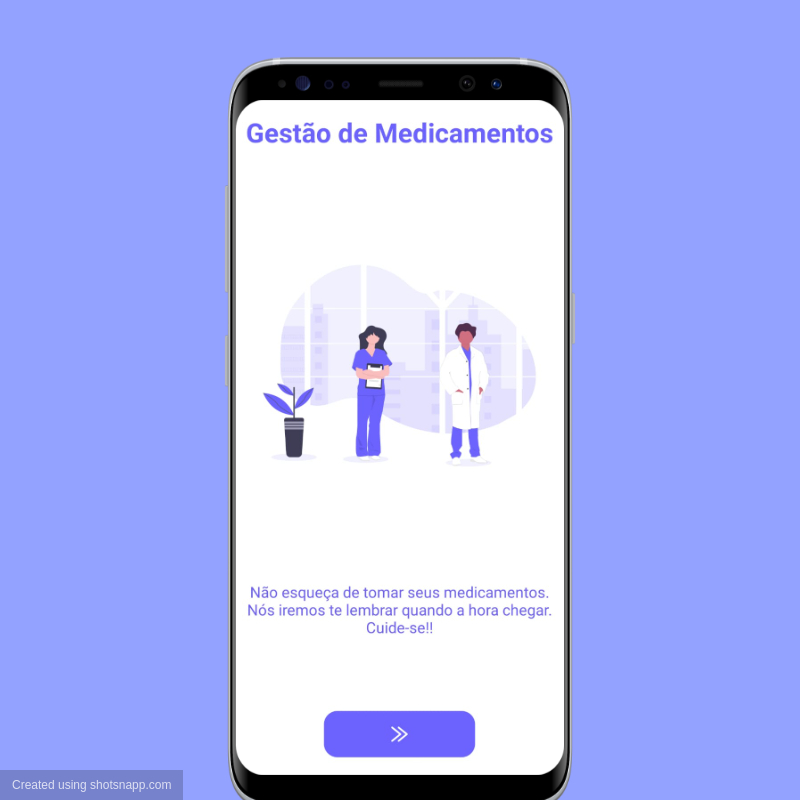 Gestão de Medicamentos
Não esqueça de tomar seus medicamentos.
Nós iremos te lembrar quando a hora chegar.
Cuide-se!!
Created using shotsnapp.com